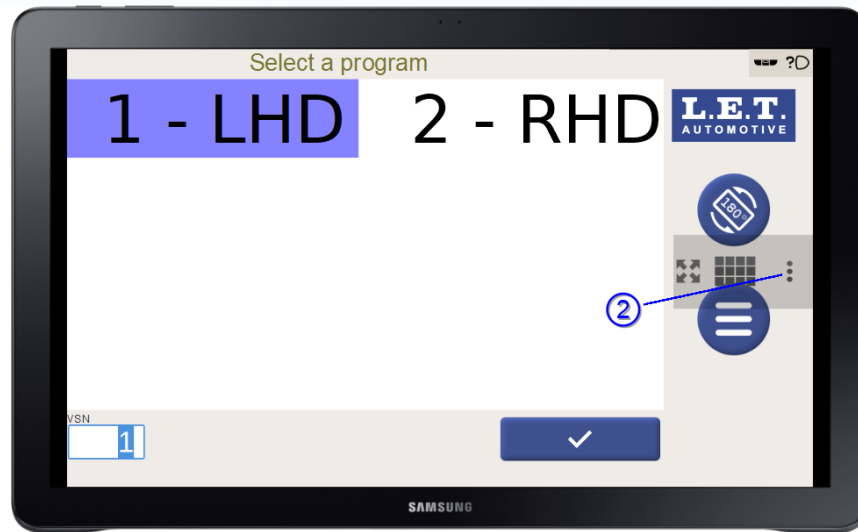 Select a program
?
1 - LHD
2 - RHD
L.E.T.
AUTOMOTIVE
180°
2
VSN
1
SAMSUNG